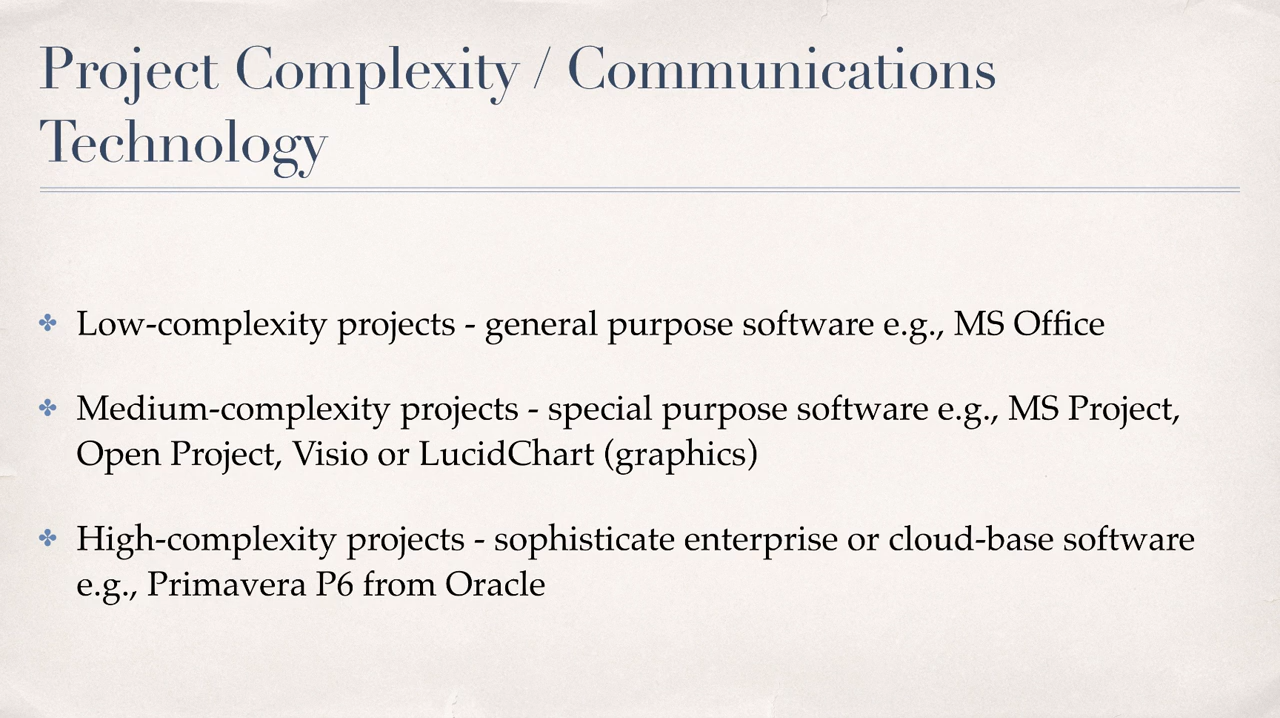 Project Complexity / Communications
Technology
Low-complexity projects - general purpose software e.g., MS Office
Medium-complexity projects - special purpose software e.g., MS Project,
Open Project, Visio or LucidChart (graphics)
High-complexity projects - sophisticate enterprise or cloud-base software
e.g., Primavera P6 from Oracle